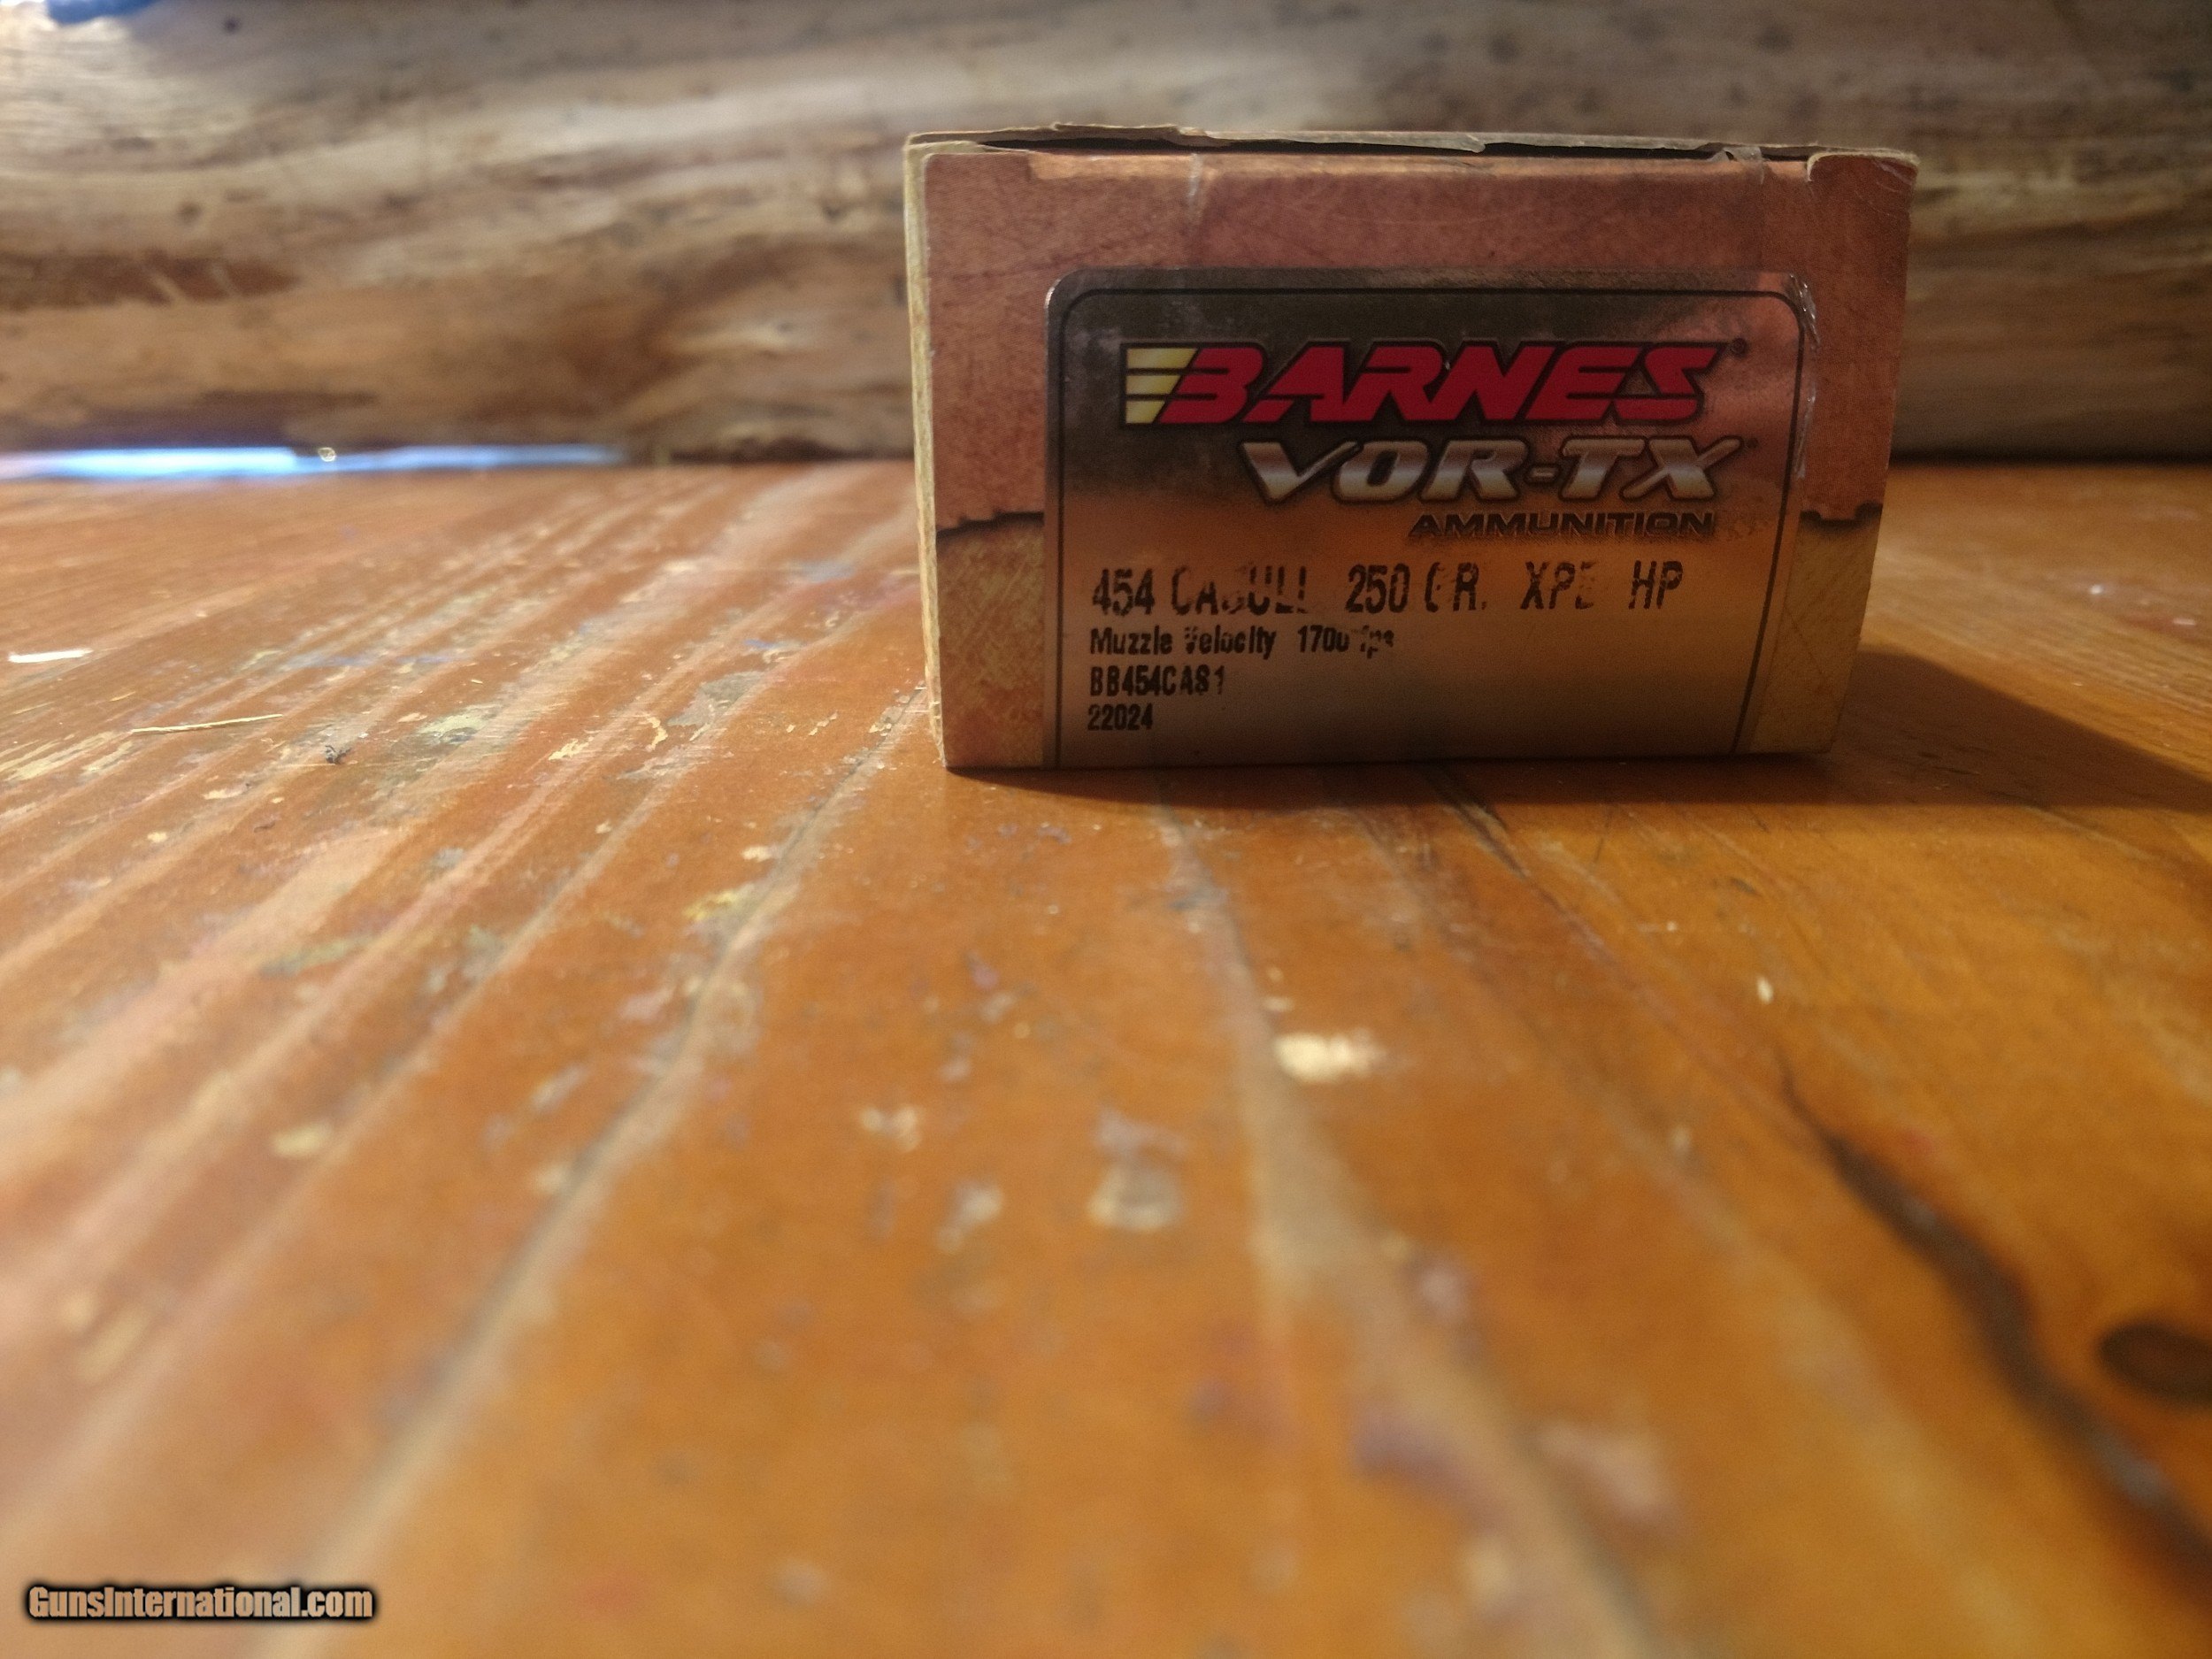 BARNES®
VOR-TX
AMMUNITION
454 CASULL 250 GR. XPB HP
Muzzle Velocity 1700 fps
BB454CAS1
22024
GunsInternational.com